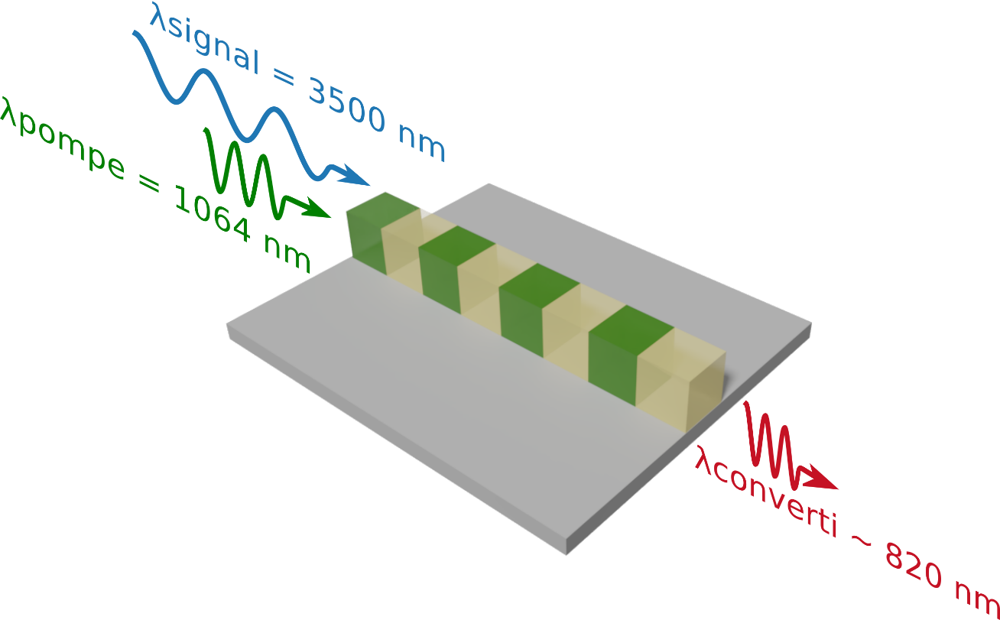 λsignal = 3500 nm
λpompe = 1064 nm
λconverti ~ 820 nm